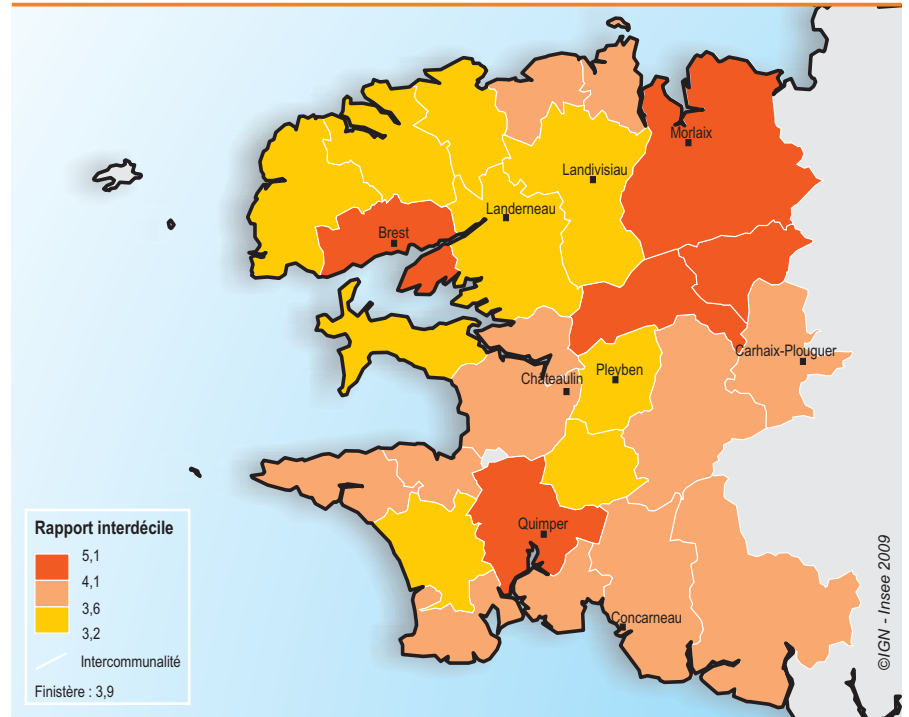 Morlaix
Landivisiau
Landerneau
Brest
Carhaix-Plouguer
Pleyben
Chateaulin
Quimper
Concarneau
Rapport interdécile
5,1
4,1
3,6
3,2
Intercommunalité
Finistère : 3,9
©IGN - Insee 2009